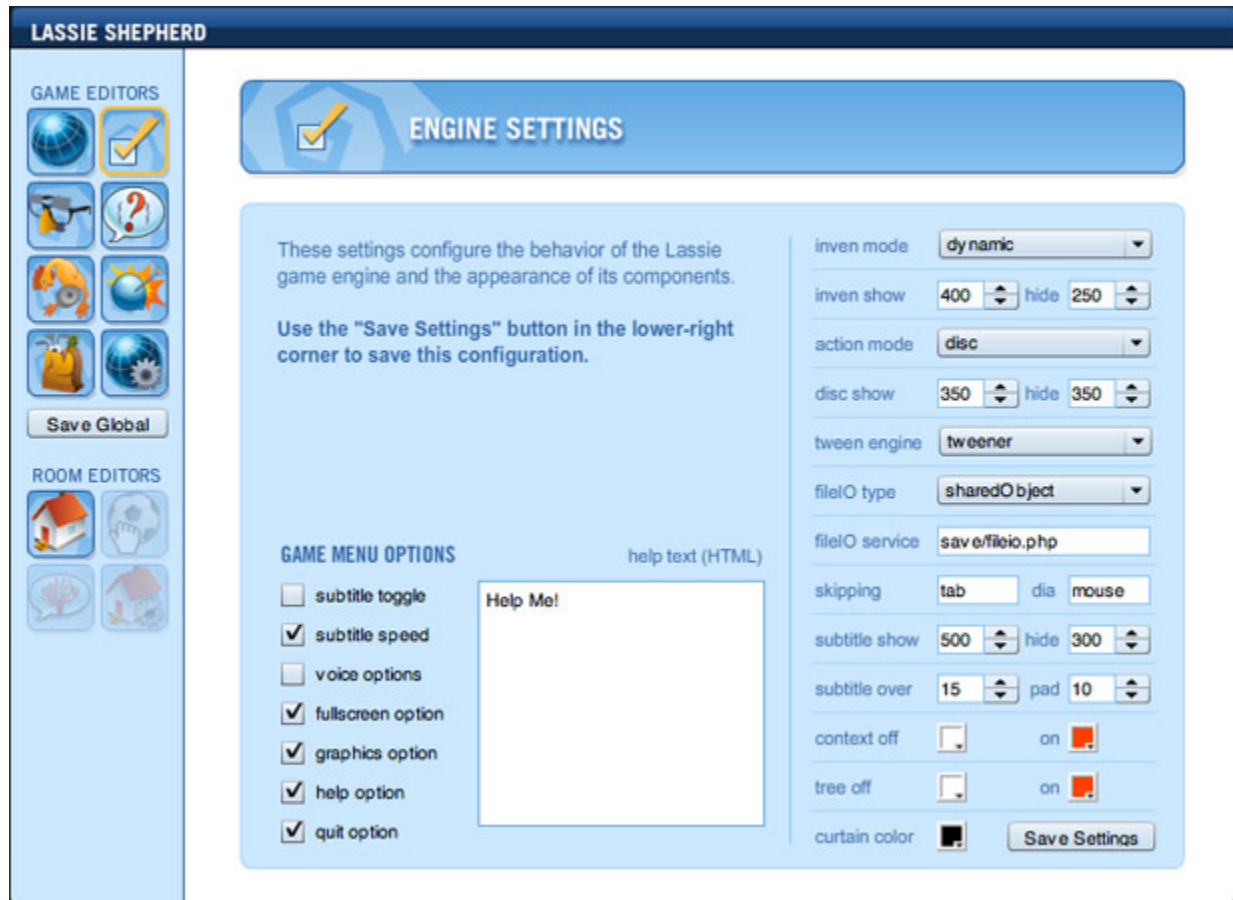 LASSIE SHEPHERD
GAME EDITORS
Save Global
ROOM EDITORS
ENGINE SETTINGS
These settings configure the behavior of the Lassie
game engine and the appearance of its components.
Use the "Save Settings" button in the lower-right
corner to save this configuration.
GAME MENU OPTIONS
help text (HTML)
subtitle toggle
subtitle speed
voice options
fullscreen option
graphics option
help option
quit option
Help Me!
inven mode dynamic
inven show 400 hide 250
action mode disc
disc show 350 hide 350
tween engine tweener
fileIO type sharedObject
fileIO service save/fileio.php
skipping tab dia mouse
subtitle show 500 hide 300
subtitle over 15 pad 10
context off on
tree off on
curtain color Save Settings